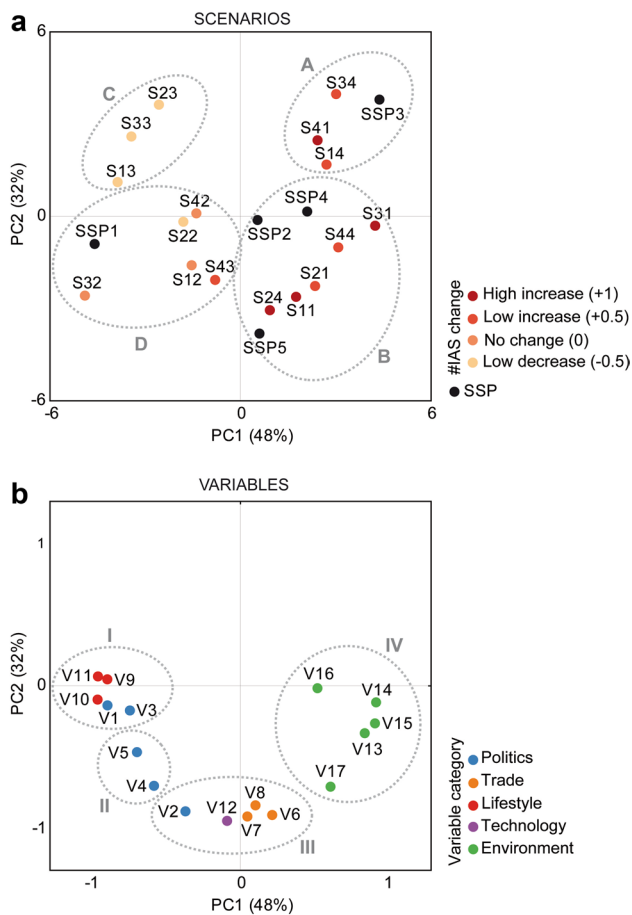 a
SCENARIOS
6
A
S34
C
S23
SSP3
S33
S41
S14
S13
S42
SSP4
S31
0
SSP1
S22
SSP2
S44
PC2 (32%)
S12
S43
S21
S32
S24
S11
SSP5
D
B
-6
-6
0
6
PC1 (48%)
#IAS change
High increase (+1)
Low increase (+0.5)
No change (0)
Low decrease (-0.5)
SSP
b
VARIABLES
1
I
IV
V11
V9
V16
0
V10
V14
V1
V3
V15
V13
PC2 (32%)
V5
V4
V17
II
V8
V2
V12
V6
V7
III
-1
-1
0
1
PC1 (48%)
Variable category
Politics
Trade
Lifestyle
Technology
Environment